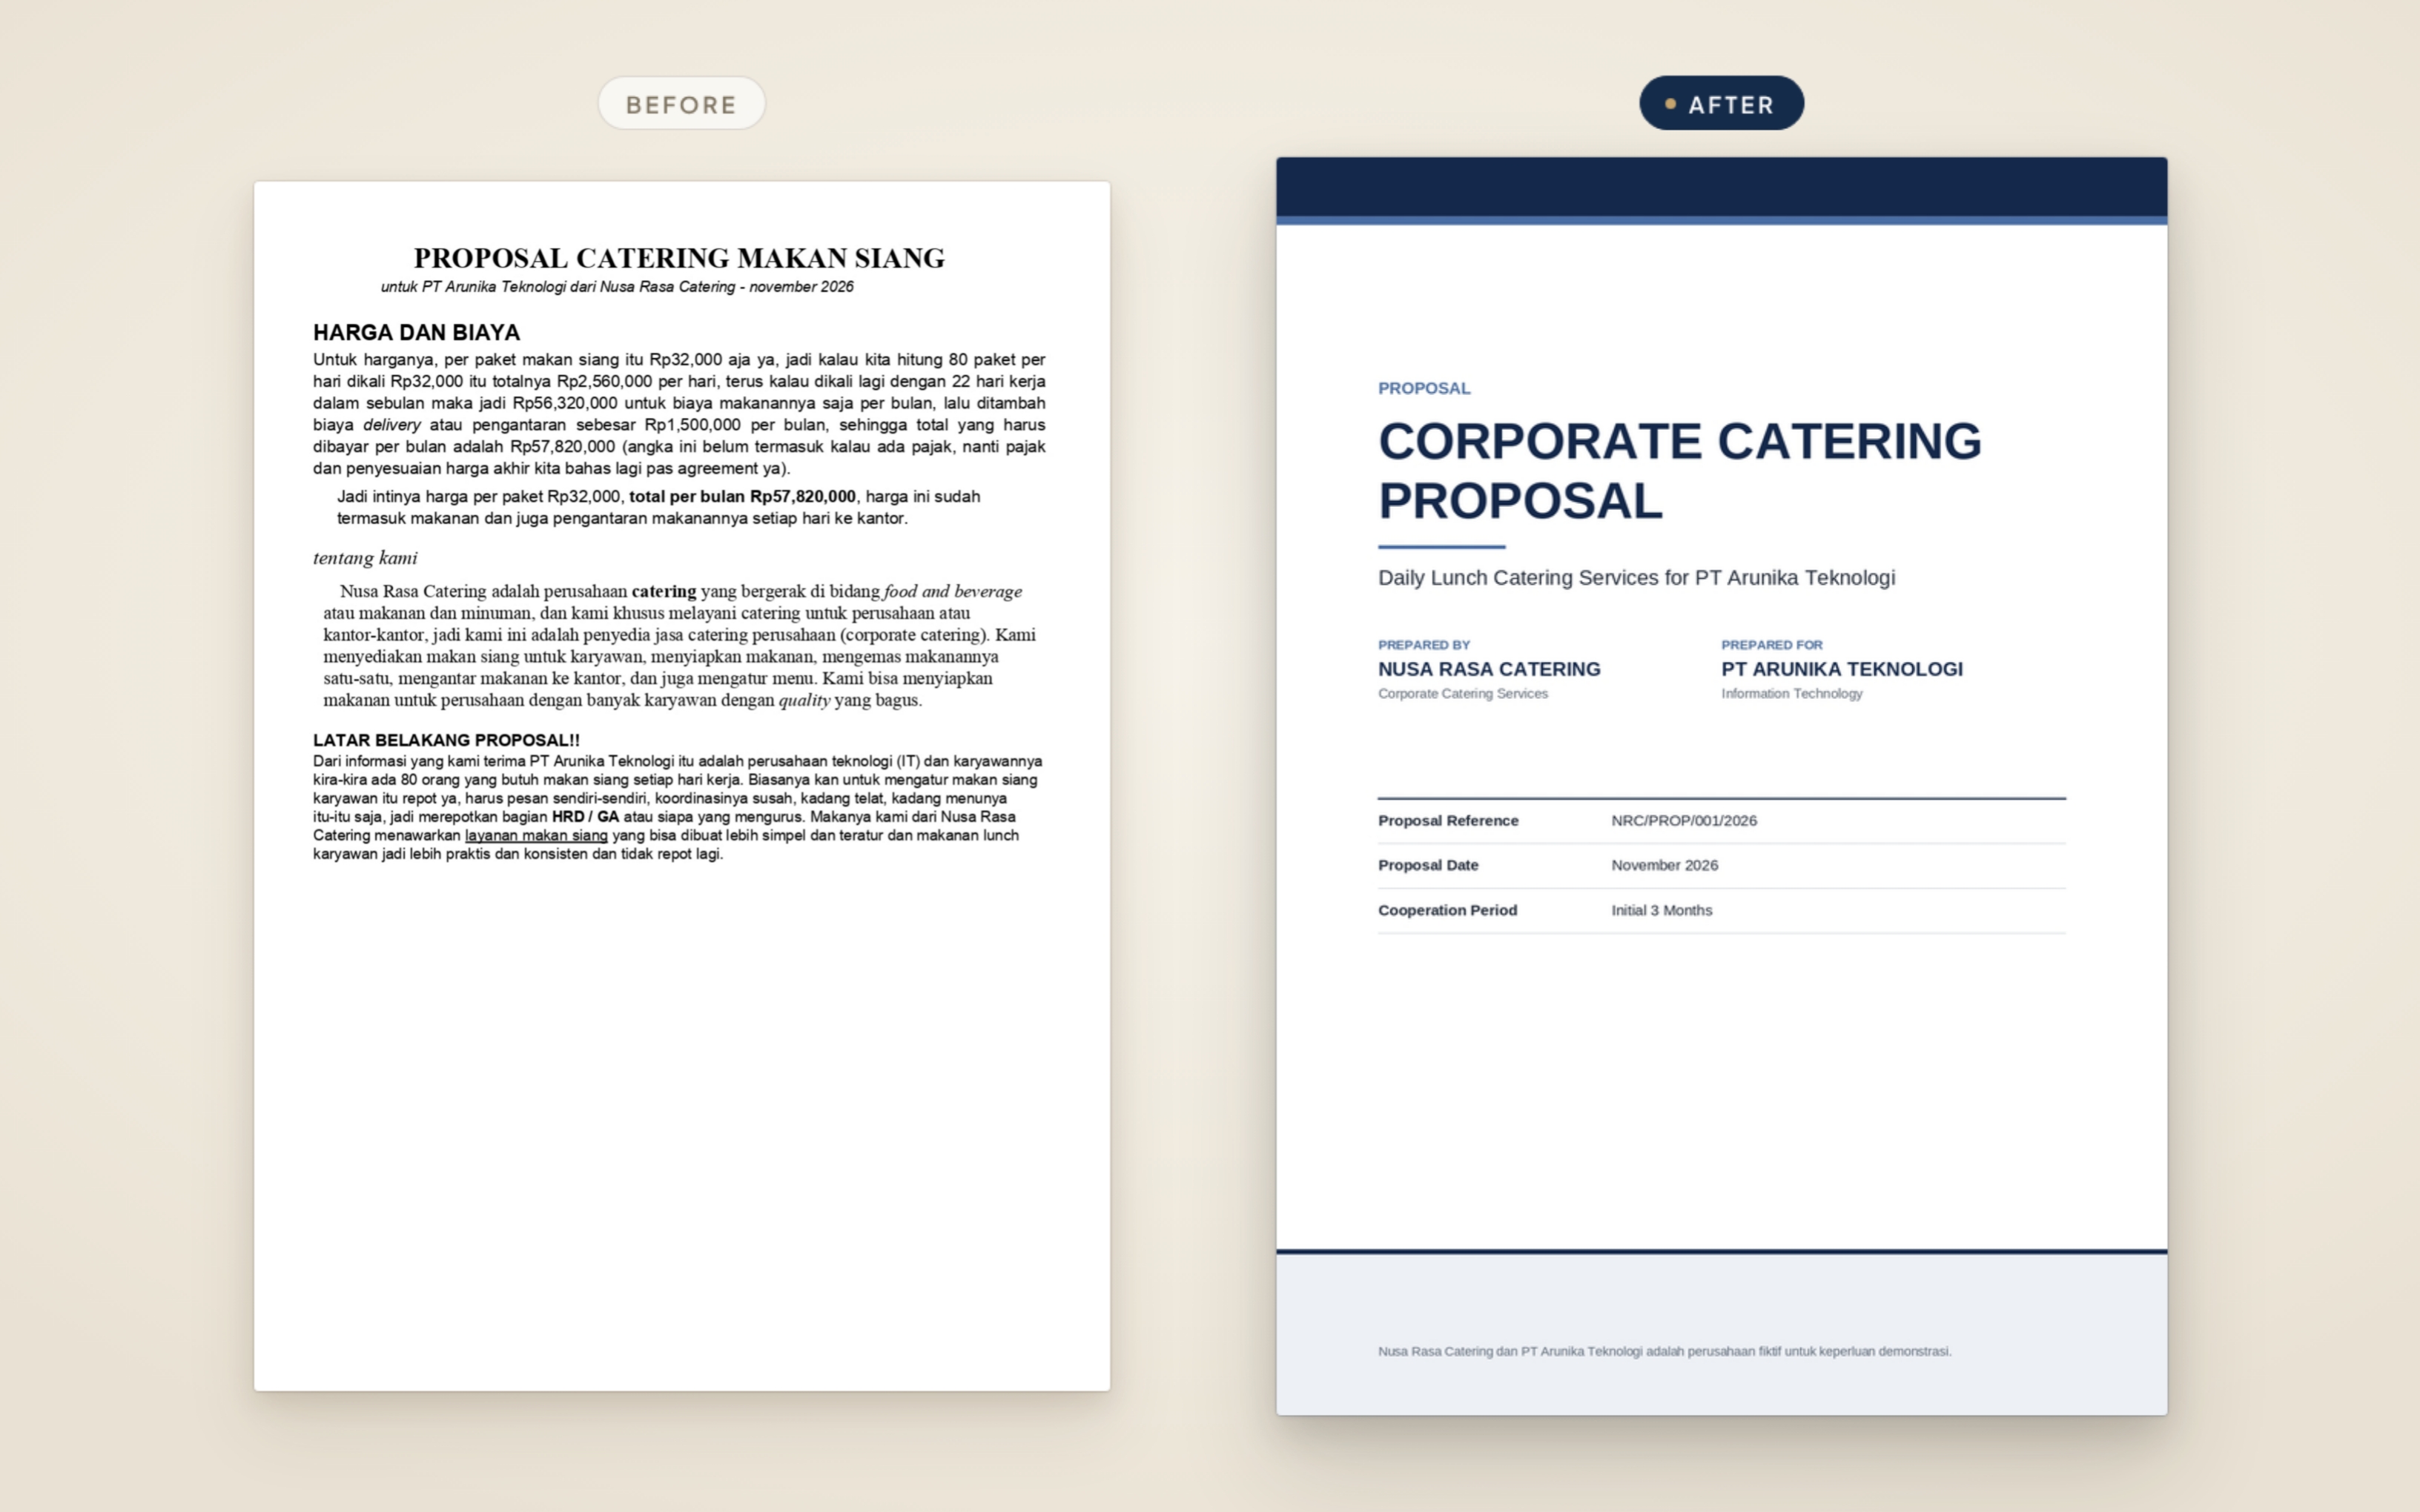 BEFORE
PROPOSAL CATERING MAKAN SIANG
untuk PT Arunika Teknologi dari Nusa Rasa Catering - november 2026
HARGA DAN BIAYA
Untuk harganya, per paket makan siang itu Rp32,000 aja ya, jadi kalau kita hitung 80 paket per
hari dikali Rp32,000 itu totalnya Rp2,560,000 per hari, terus kalau dikali lagi dengan 22 hari kerja
dalam sebulan maka jadi Rp56,320,000 untuk biaya makanannya saja per bulan, lalu ditambah
biaya delivery atau pengantaran sebesar Rp1,500,000 per bulan, sehingga total yang harus
dibayar per bulan adalah Rp57,820,000 (angka ini belum termasuk kalau ada pajak, nanti pajak
dan penyesuaian harga akhir kita bahas lagi pas agreement ya).
Jadi intinya harga per paket Rp32,000, total per bulan Rp57,820,000, harga ini sudah
termasuk makanan dan juga pengantaran makanannya setiap hari ke kantor.
tentang kami
Nusa Rasa Catering adalah perusahaan catering yang bergerak di bidang food and beverage
atau makanan dan minuman, dan kami khusus melayani catering untuk perusahaan atau
kantor-kantor, jadi kami ini adalah penyedia jasa catering perusahaan (corporate catering). Kami
menyediakan makan siang untuk karyawan, menyiapkan makanan, mengemas makanannya
satu-satu, mengantar makanan ke kantor, dan juga mengatur menu. Kami bisa menyiapkan
makanan untuk perusahaan dengan banyak karyawan dengan quality yang bagus.
LATAR BELAKANG PROPOSAL!!
Dari informasi yang kami terima PT Arunika Teknologi itu adalah perusahaan teknologi (IT) dan karyawannya
kira-kira ada 80 orang yang butuh makan siang setiap hari kerja. Biasanya kan untuk mengatur makan siang
karyawan itu repot ya, harus pesan sendiri-sendiri, koordinasinya susah, kadang telat, kadang menunya
itu-itu saja, jadi merepotkan bagian HRD / GA atau siapa yang mengurus. Makanya kami dari Nusa Rasa
Catering menawarkan layanan makan siang yang bisa dibuat lebih simpel dan teratur dan makanan lunch
karyawan jadi lebih praktis dan konsisten dan tidak repot lagi.
AFTER
PROPOSAL
CORPORATE CATERING
PROPOSAL
Daily Lunch Catering Services for PT Arunika Teknologi
PREPARED BY
NUSA RASA CATERING
Corporate Catering Services
PREPARED FOR
PT ARUNIKA TEKNOLOGI
Information Technology
Proposal Reference NRC/PROP/001/2026
Proposal Date November 2026
Cooperation Period Initial 3 Months
Nusa Rasa Catering dan PT Arunika Teknologi adalah perusahaan fiktif untuk keperluan demonstrasi.